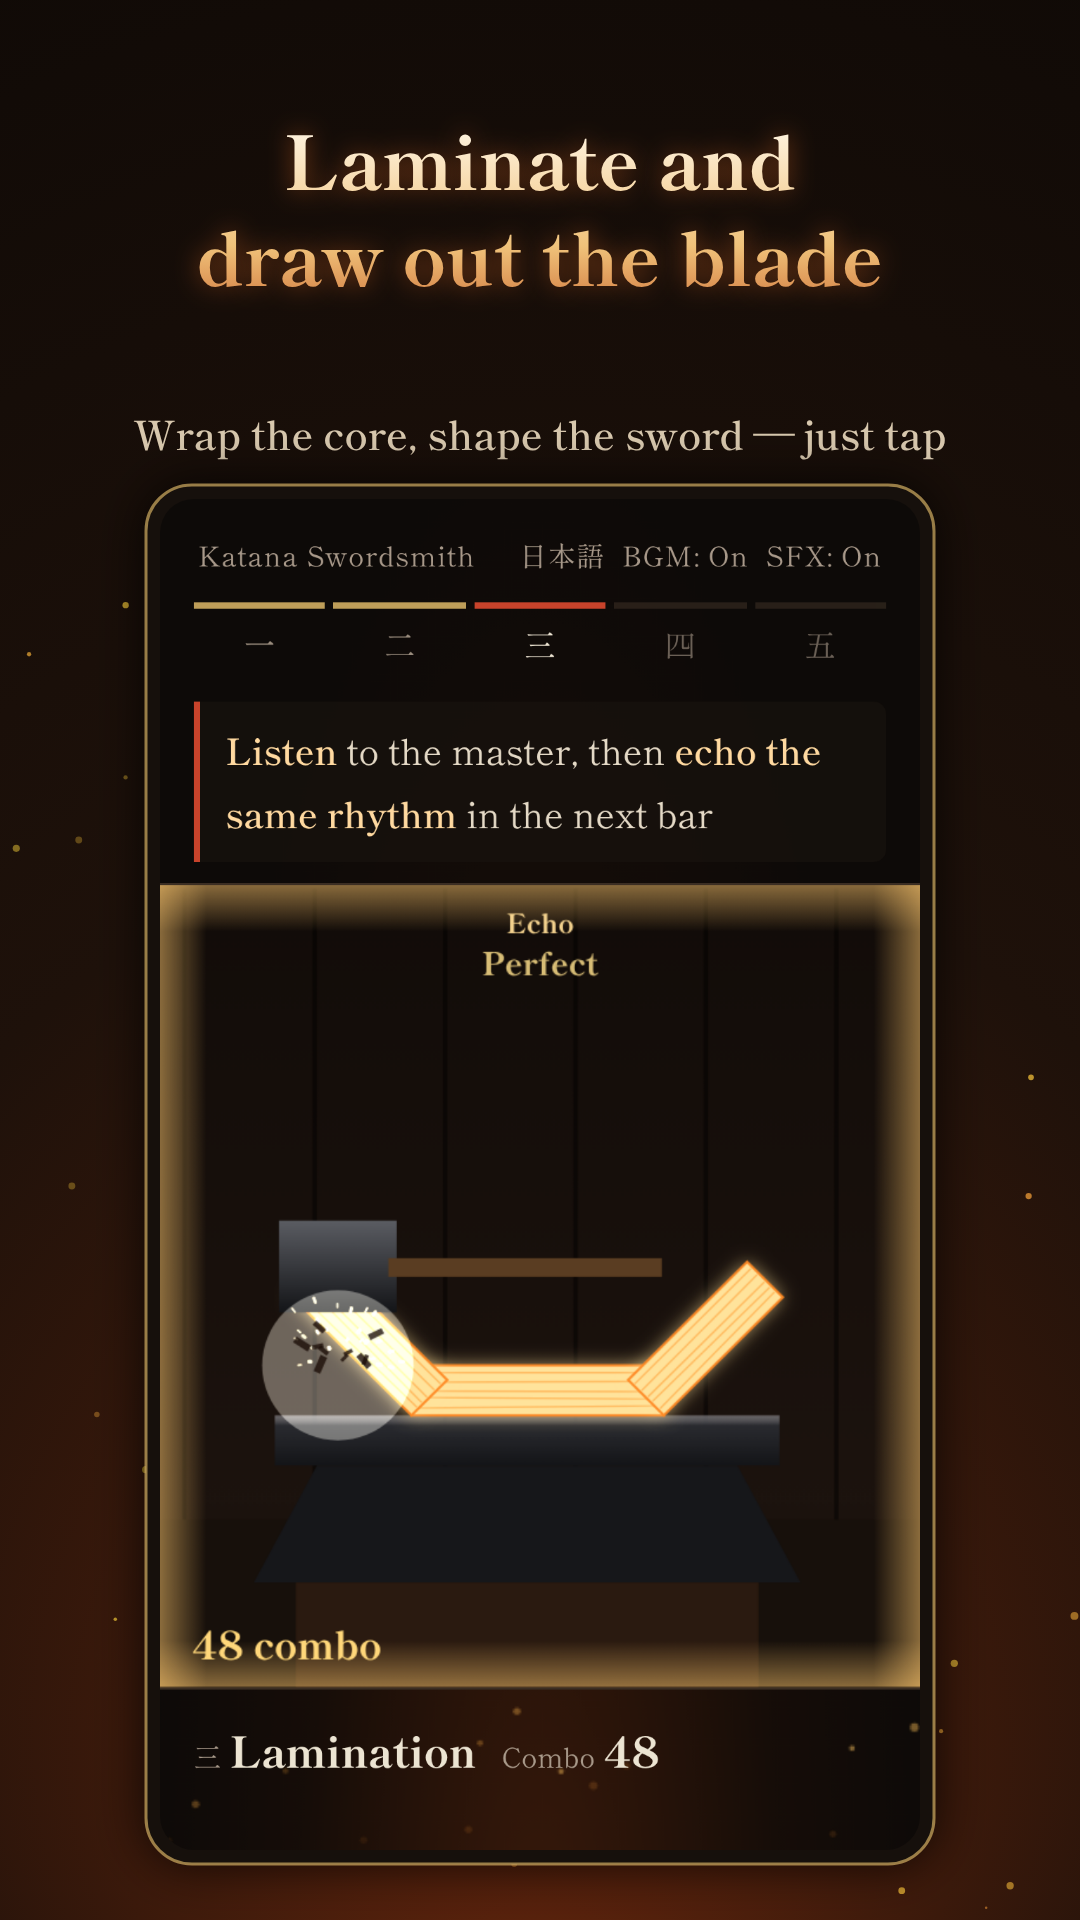 Laminate and
draw out the blade
Wrap the core, shape the sword — just tap
Katana Swordsmith 日本語 BGM: On SFX: On
一 二 三 四 五
Listen to the master, then echo the
same rhythm in the next bar
Echo
Perfect
48 combo
三 Lamination Combo 48